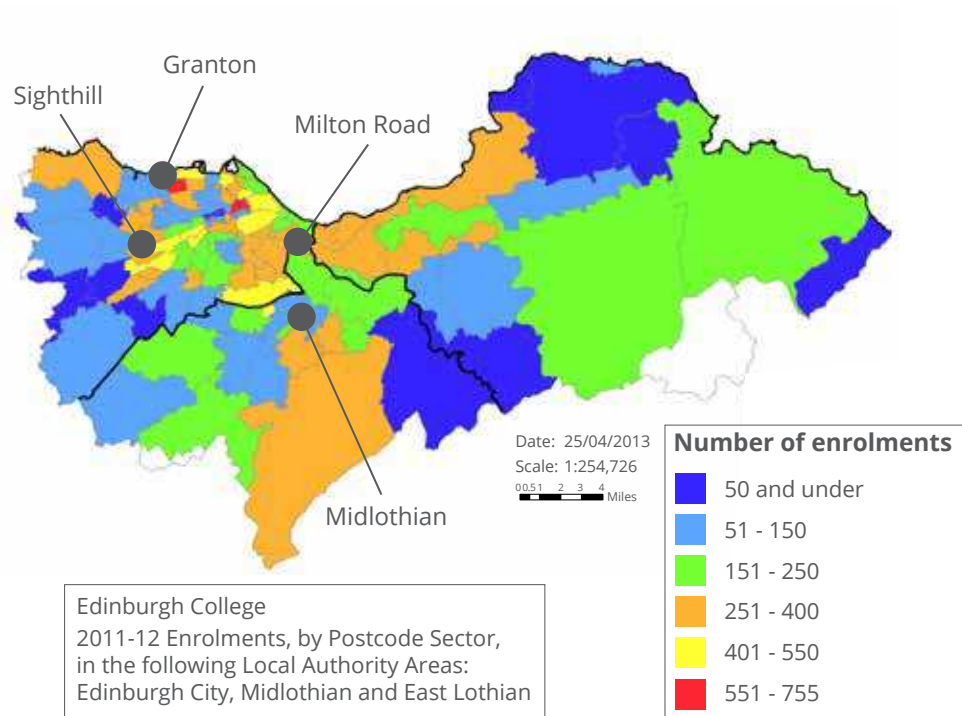 Granton
Sighthill
Milton Road
Date: 25/04/2013
Scale: 1:254,726
0 0.5 1 2 3 4
Miles
Midlothian
Number of enrolments
50 and under
51 - 150
151 - 250
251 - 400
401 - 550
551 - 755
Edinburgh College
2011-12 Enrolments, by Postcode Sector,
in the following Local Authority Areas:
Edinburgh City, Midlothian and East Lothian